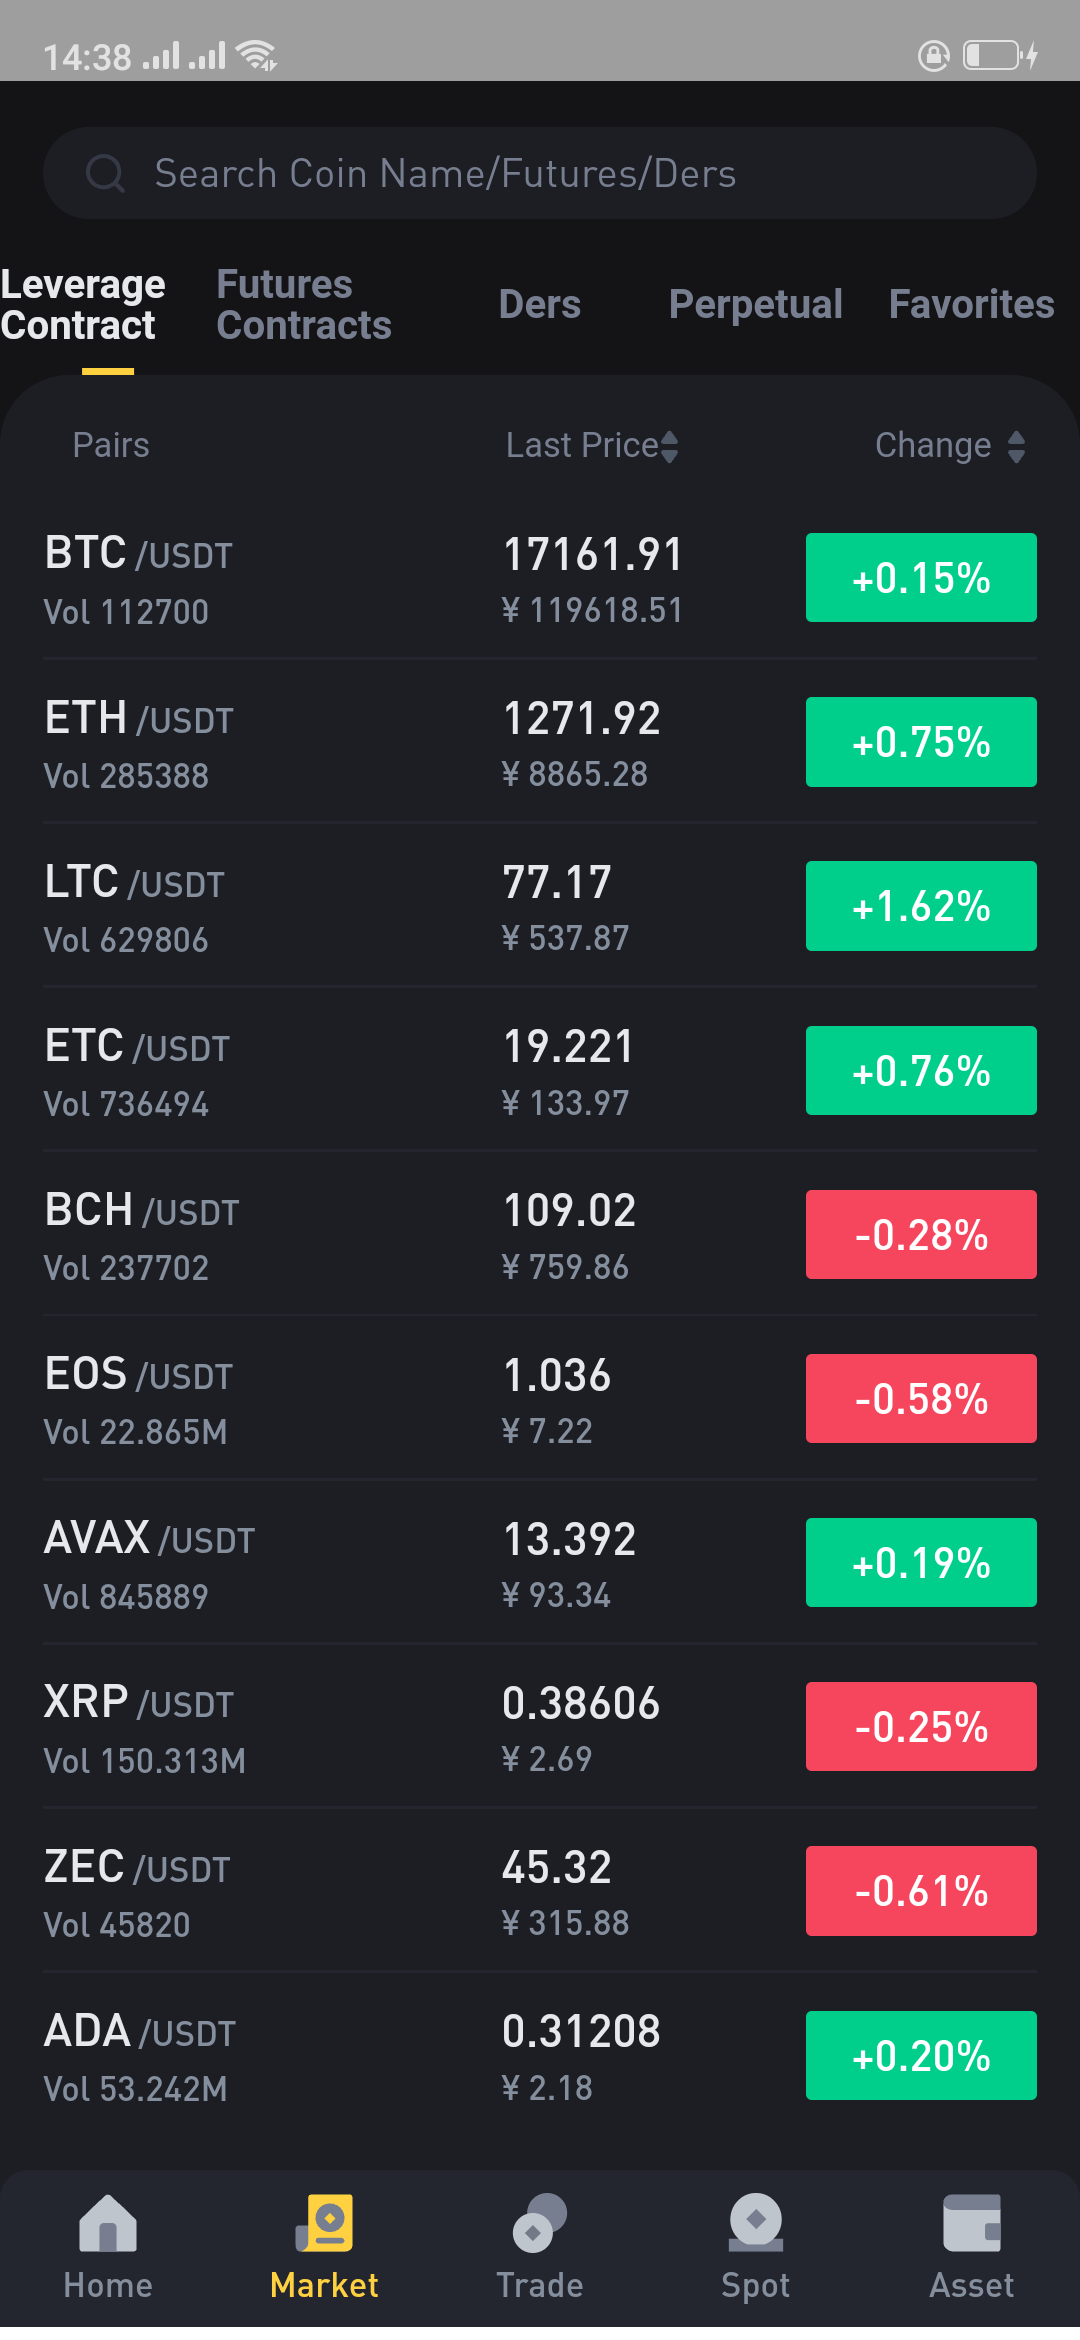 14:38
Search Coin Name/Futures/Ders
Leverage Contract
Futures Contracts
Ders
Perpetual
Favorites
Pairs
Last Price
Change
BTC /USDT
17161.91
+0.15%
Vol 112700
¥ 119618.51
ETH /USDT
1271.92
+0.75%
Vol 285388
¥ 8865.28
LTC /USDT
77.17
+1.62%
Vol 629806
¥ 537.87
ETC /USDT
19.221
+0.76%
Vol 736494
¥ 133.97
BCH /USDT
109.02
-0.28%
Vol 237702
¥ 759.86
EOS /USDT
1.036
-0.58%
Vol 22.865M
¥ 7.22
AVAX /USDT
13.392
+0.19%
Vol 845889
¥ 93.34
XRP /USDT
0.38606
-0.25%
Vol 150.313M
¥ 2.69
ZEC /USDT
45.32
-0.61%
Vol 45820
¥ 315.88
ADA /USDT
0.31208
+0.20%
Vol 53.242M
¥ 2.18
Home
Market
Trade
Spot
Asset